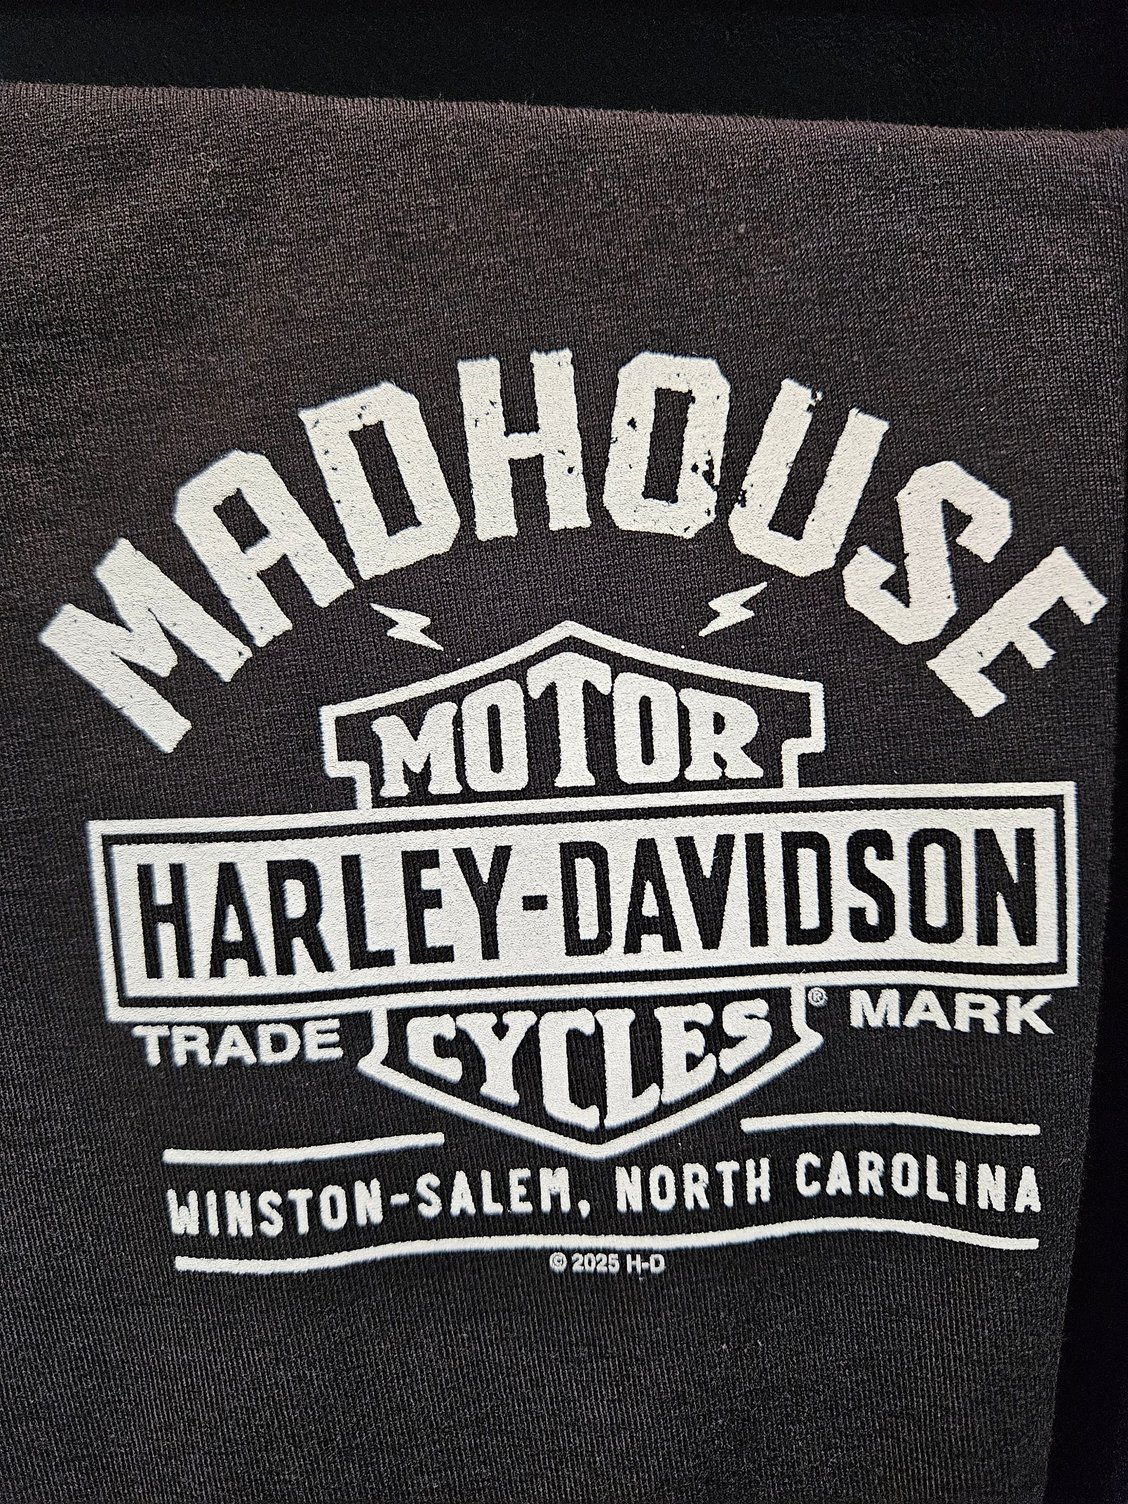 MADHOUSE
MOTOR
HARLEY-DAVIDSON
TRADE CYCLES ® MARK
WINSTON-SALEM, NORTH CAROLINA
© 2025 H-D